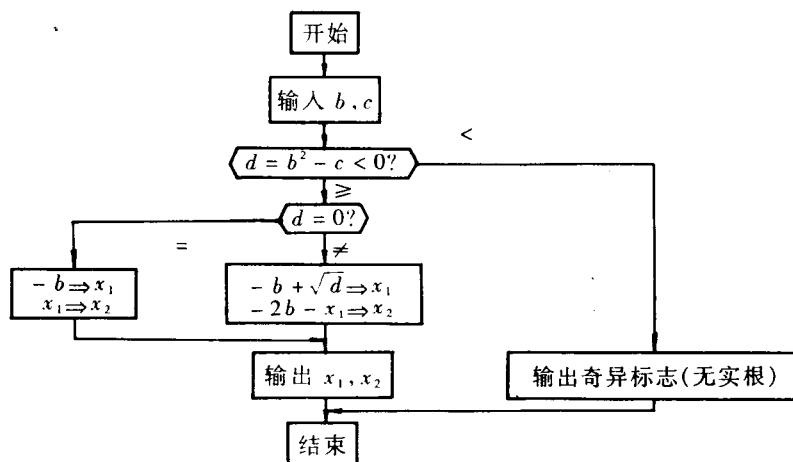 开始
输入 b,c
<
d = b² - c < 0?
≥
d = 0?
=
≠
- b ⇒ x₁
x₁ ⇒ x₂
- b + √d ⇒ x₁
- 2b - x₁ ⇒ x₂
输出 x₁, x₂
输出奇异标志(无实根)
结束